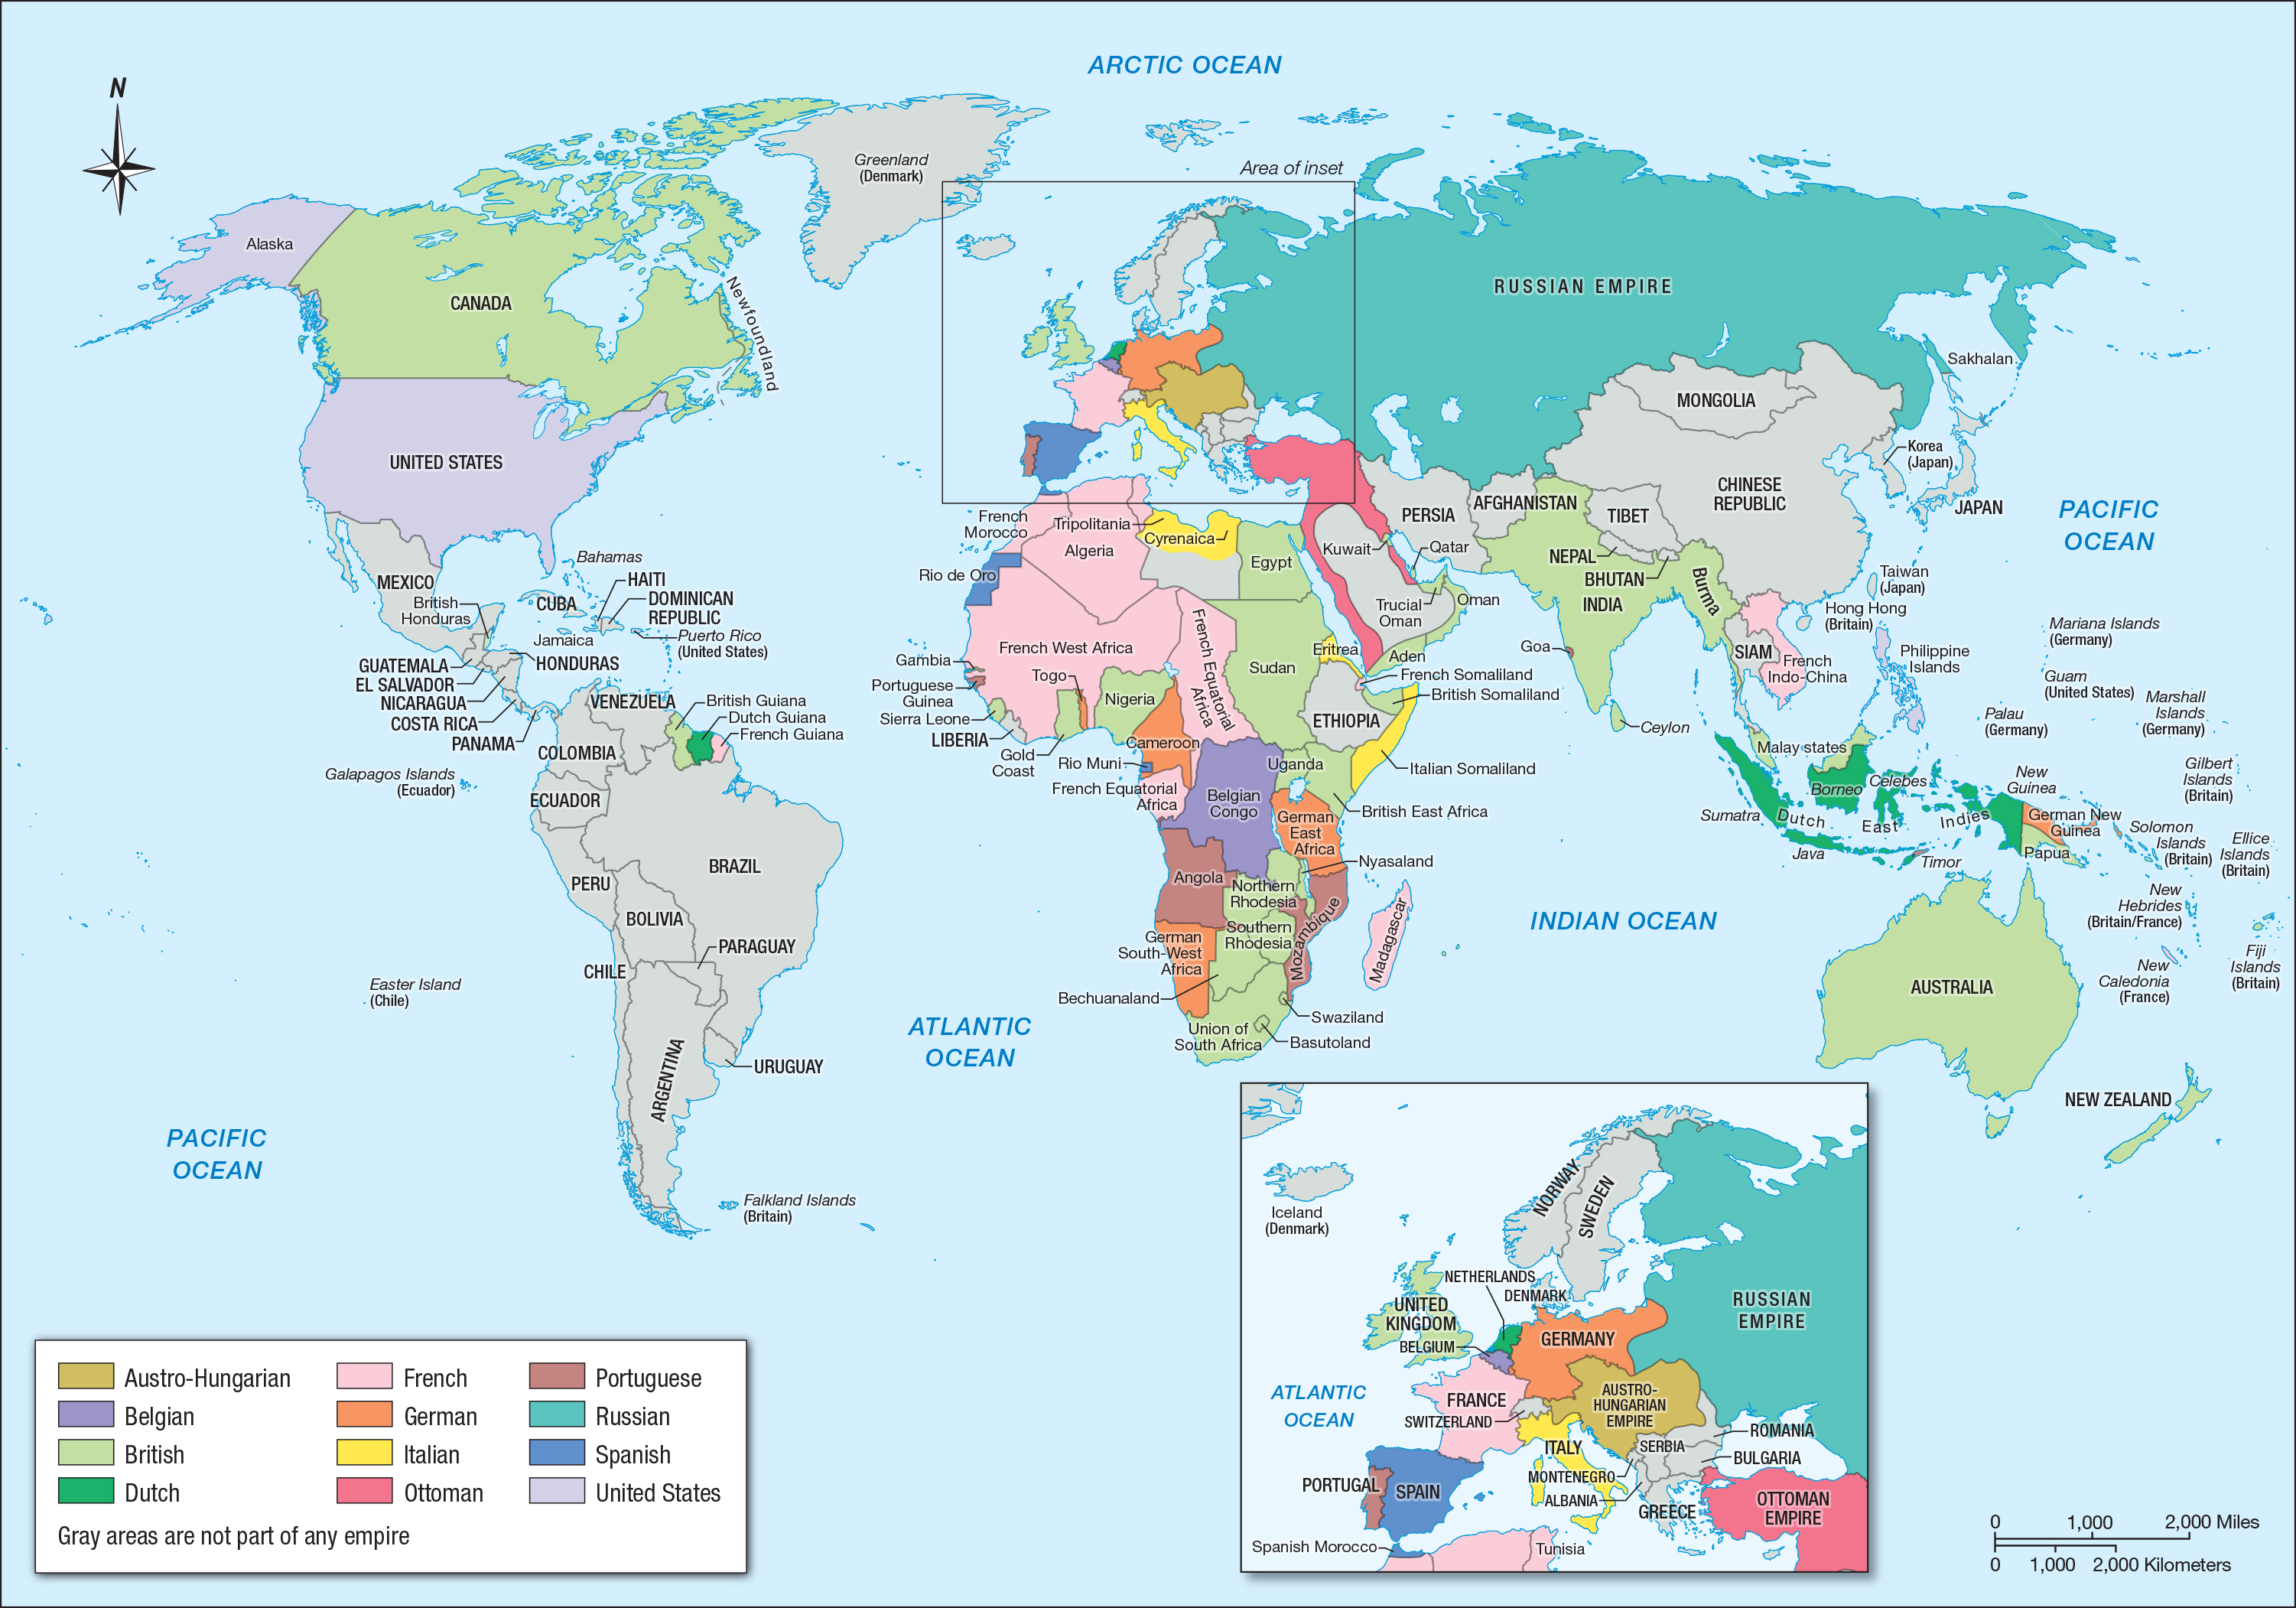 ARCTIC OCEAN
N
Area of inset
Greenland
(Denmark)
Alaska
CANADA
Newfoundland
UNITED STATES
RUSSIAN EMPIRE
Sakhalan
MONGOLIA
Korea
(Japan)
JAPAN
CHINESE
REPUBLIC
PACIFIC
OCEAN
AFGHANISTAN
PERSIA
TIBET
Kuwait
Qatar
NEPAL
BHUTAN
INDIA
Burma
Taiwan
(Japan)
Hong Hong
(Britain)
Trucial
Oman
Oman
Aden
Goa
Ceylon
SIAM
French
Indo-China
Philippine
Islands
Mariana Islands
(Germany)
Guam
(United States)
Marshall
Islands
(Germany)
Palau
(Germany)
Malay states
Borneo
Celebes
Sumatra
Dutch East Indies
Java
Timor
New
Guinea
German New
Guinea
Papua
Gilbert
Islands
(Britain)
Solomon
Islands
(Britain)
Ellice
Islands
(Britain)
New
Hebrides
(Britain/France)
New
Caledonia
(France)
Fiji
Islands
(Britain)
INDIAN OCEAN
AUSTRALIA
NEW ZEALAND
French
Morocco
Tripolitania
Cyrenaica
Algeria
Egypt
Rio de Oro
French West Africa
French Equatorial
Africa
Sudan
Eritrea
French Somaliland
British Somaliland
ETHIOPIA
Italian Somaliland
Gambia
Portuguese
Guinea
Sierra Leone
LIBERIA
Togo
Gold
Coast
Nigeria
Cameroon
Rio Muni
French Equatorial
Africa
Belgian
Congo
Uganda
British East Africa
German
East
Africa
Nyasaland
Angola
Northern
Rhodesia
Southern
Rhodesia
Mozambique
Madagascar
German
South-West
Africa
Bechuanaland
Swaziland
Union of
South Africa
Basutoland
MEXICO
Bahamas
British
Honduras
CUBA
HAITI
DOMINICAN
REPUBLIC
Jamaica
Puerto Rico
(United States)
GUATEMALA
EL SALVADOR
HONDURAS
NICARAGUA
COSTA RICA
PANAMA
VENEZUELA
British Guiana
Dutch Guiana
French Guiana
COLOMBIA
Galapagos Islands
(Ecuador)
ECUADOR
PERU
BRAZIL
BOLIVIA
PARAGUAY
CHILE
Easter Island
(Chile)
ARGENTINA
URUGUAY
ATLANTIC
OCEAN
PACIFIC
OCEAN
Falkland Islands
(Britain)
Iceland
(Denmark)
NORWAY
SWEDEN
NETHERLANDS
DENMARK
UNITED
KINGDOM
BELGIUM
GERMANY
RUSSIAN
EMPIRE
ATLANTIC
OCEAN
FRANCE
SWITZERLAND
AUSTRO-
HUNGARIAN
EMPIRE
ITALY
SERBIA
ROMANIA
BULGARIA
MONTENEGRO
ALBANIA
GREECE
OTTOMAN
EMPIRE
PORTUGAL
SPAIN
Spanish Morocco
Tunisia
Austro-Hungarian
Belgian
British
Dutch
French
German
Italian
Ottoman
Portuguese
Russian
Spanish
United States
Gray areas are not part of any empire
0 1,000 2,000 Miles
0 1,000 2,000 Kilometers